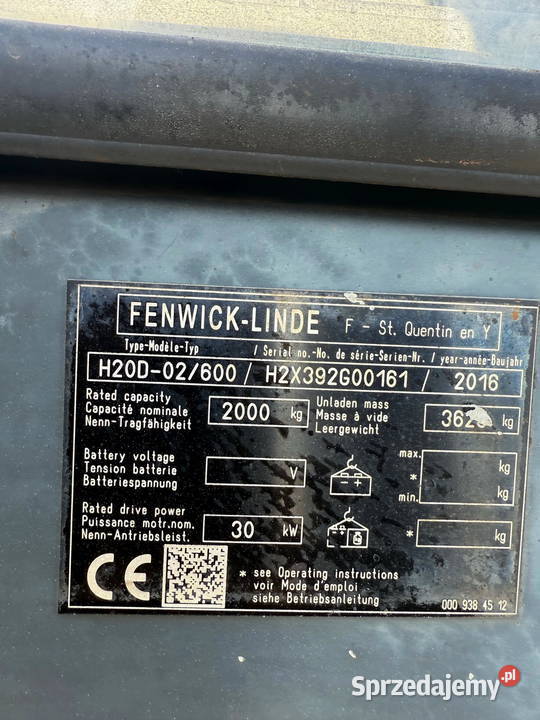 FENWICK-LINDE F - St. Quentin en Y
Type-Modèle-Typ / Serial no.-No. de série-Serien-Nr. / year-année-Baujahr
H20D-02/600 / H2X392G00161 / 2016
Rated capacity
Capacité nominale
Nenn-Tragfähigkeit
2000 kg
Unladen mass
Masse à vide
Leergewicht
kg
Battery voltage
Tension batterie
Batteriespannung
V
- +
max. kg
*
min. kg
Rated drive power
Puissance motr.nom.
Nenn-Antriebsleist.
30 kW
+ -
* kg
CE
* see Operating instructions
voir Mode d'emploi
siehe Betriebsanleitung
000 938 45 12
Sprzedajemy.pl